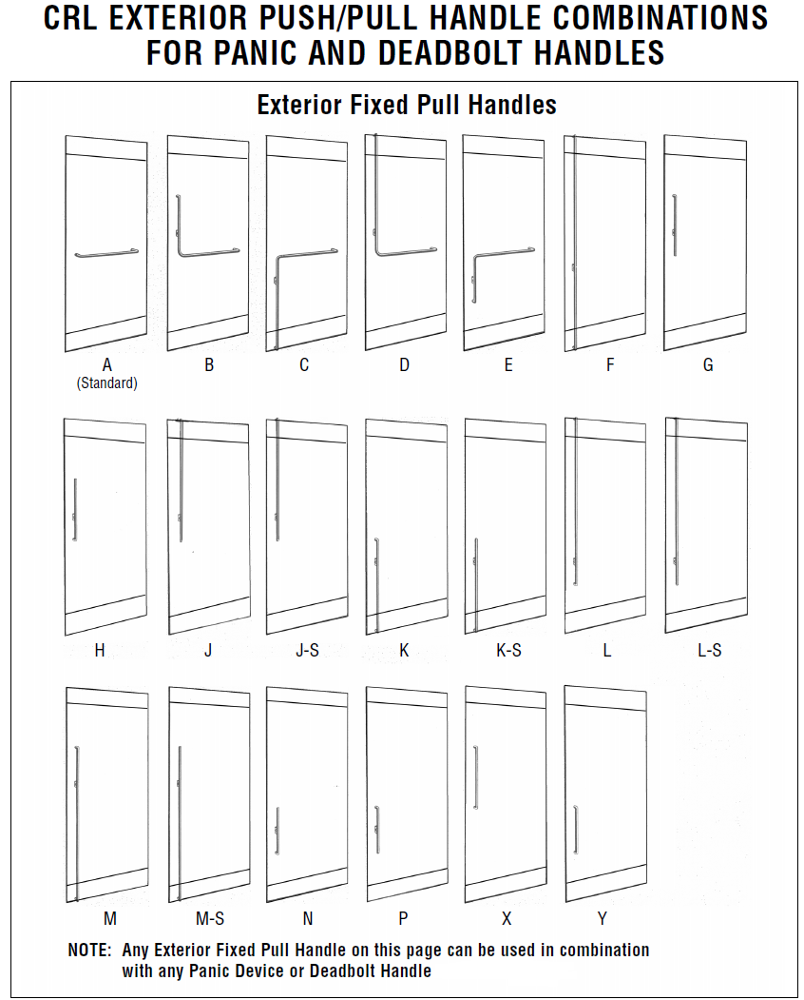 CRL EXTERIOR PUSH/PULL HANDLE COMBINATIONS
FOR PANIC AND DEADBOLT HANDLES
Exterior Fixed Pull Handles
A B C D E F G
(Standard)
H J J-S K K-S L L-S
M M-S N P X Y
NOTE: Any Exterior Fixed Pull Handle on this page can be used in combination
with any Panic Device or Deadbolt Handle